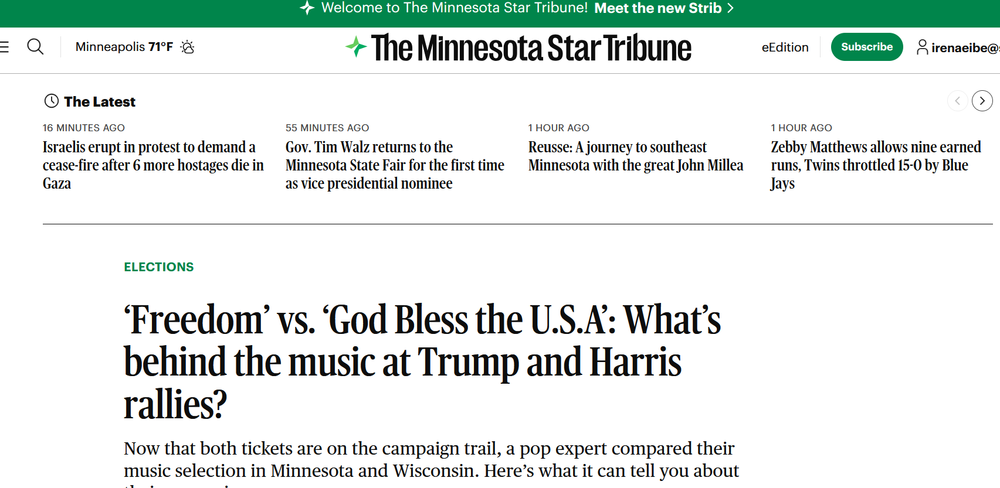 Welcome to The Minnesota Star Tribune! Meet the new Strib
Minneapolis 71°F
The Minnesota Star Tribune
eEdition
Subscribe
irenaeibe@
The Latest
16 MINUTES AGO
Israelis erupt in protest to demand a
cease-fire after 6 more hostages die in
Gaza
55 MINUTES AGO
Gov. Tim Walz returns to the
Minnesota State Fair for the first time
as vice presidential nominee
1 HOUR AGO
Reusse: A journey to southeast
Minnesota with the great John Millea
1 HOUR AGO
Zebby Matthews allows nine earned
runs, Twins throttled 15-0 by Blue
Jays
ELECTIONS
‘Freedom’ vs. ‘God Bless the U.S.A’: What’s
behind the music at Trump and Harris
rallies?
Now that both tickets are on the campaign trail, a pop expert compared their
music selection in Minnesota and Wisconsin. Here’s what it can tell you about